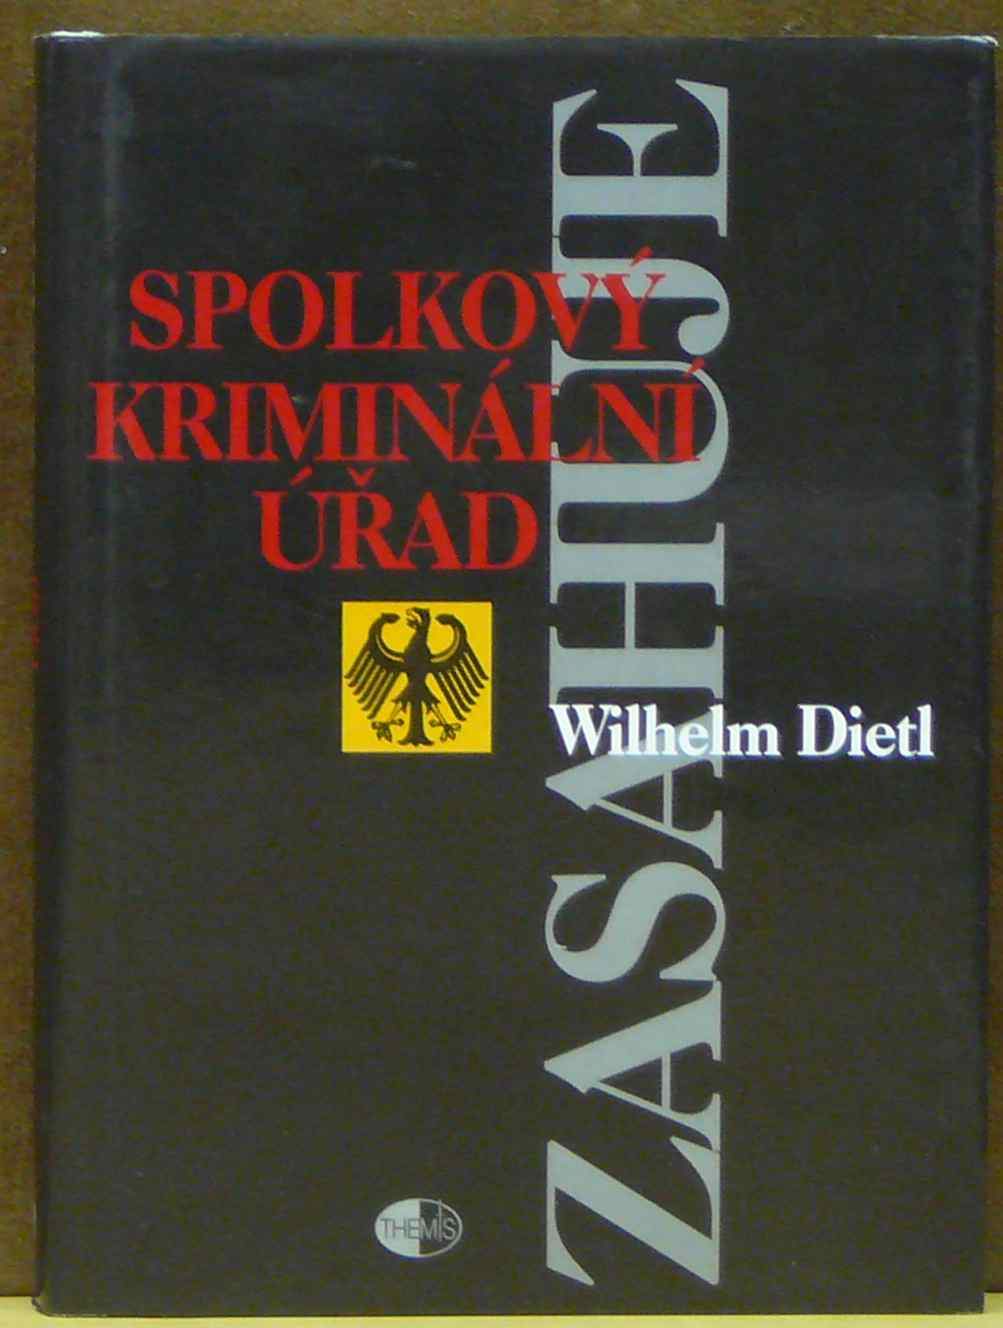 SPOLKOVÝ
KRIMINÁLNÍ
ÚŘAD
ZASAHUJE
Wilhelm Dietl
THEMIS